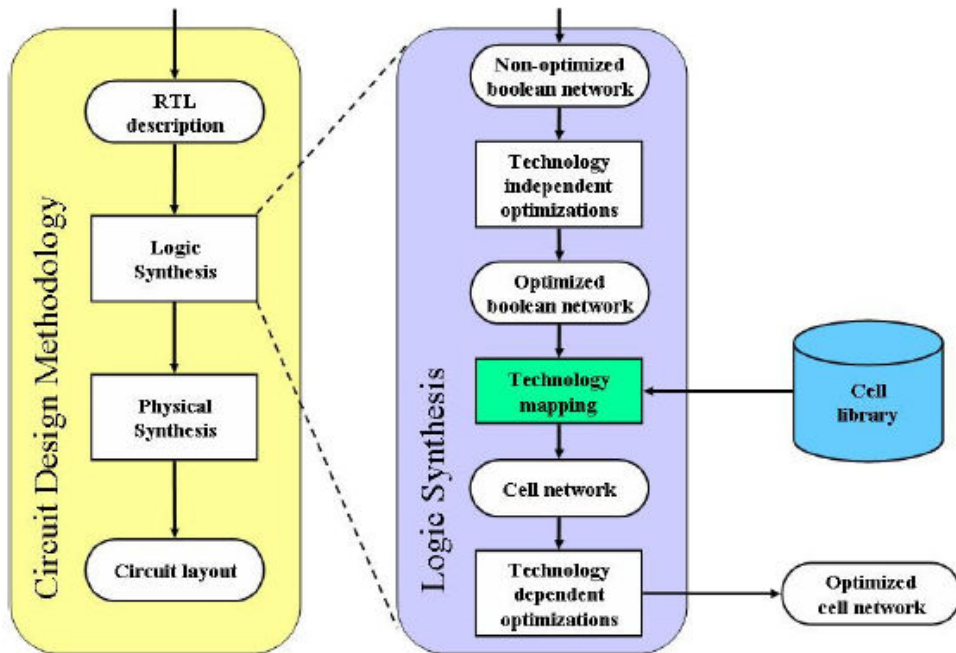 Circuit Design Methodology
RTL
description
Logic
Synthesis
Physical
Synthesis
Circuit layout
Logic Synthesis
Non-optimized
boolean network
Technology
independent
optimizations
Optimized
boolean network
Technology
mapping
Cell network
Technology
dependent
optimizations
Cell
library
Optimized
cell network